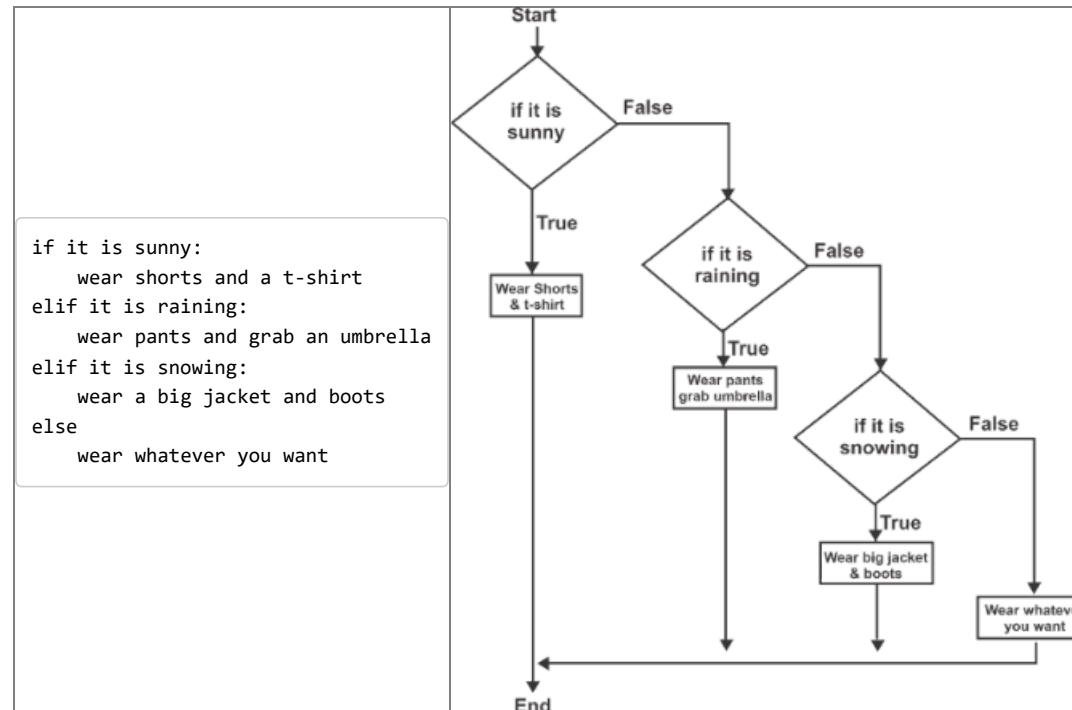 if it is sunny:
wear shorts and a t-shirt
elif it is raining:
wear pants and grab an umbrella
elif it is snowing:
wear a big jacket and boots
else
wear whatever you want
Start
if it is
sunny
False
True
Wear Shorts
& t-shirt
if it is
raining
False
True
Wear pants
grab umbrella
if it is
snowing
False
True
Wear big jacket
& boots
Wear whateve
you want
End